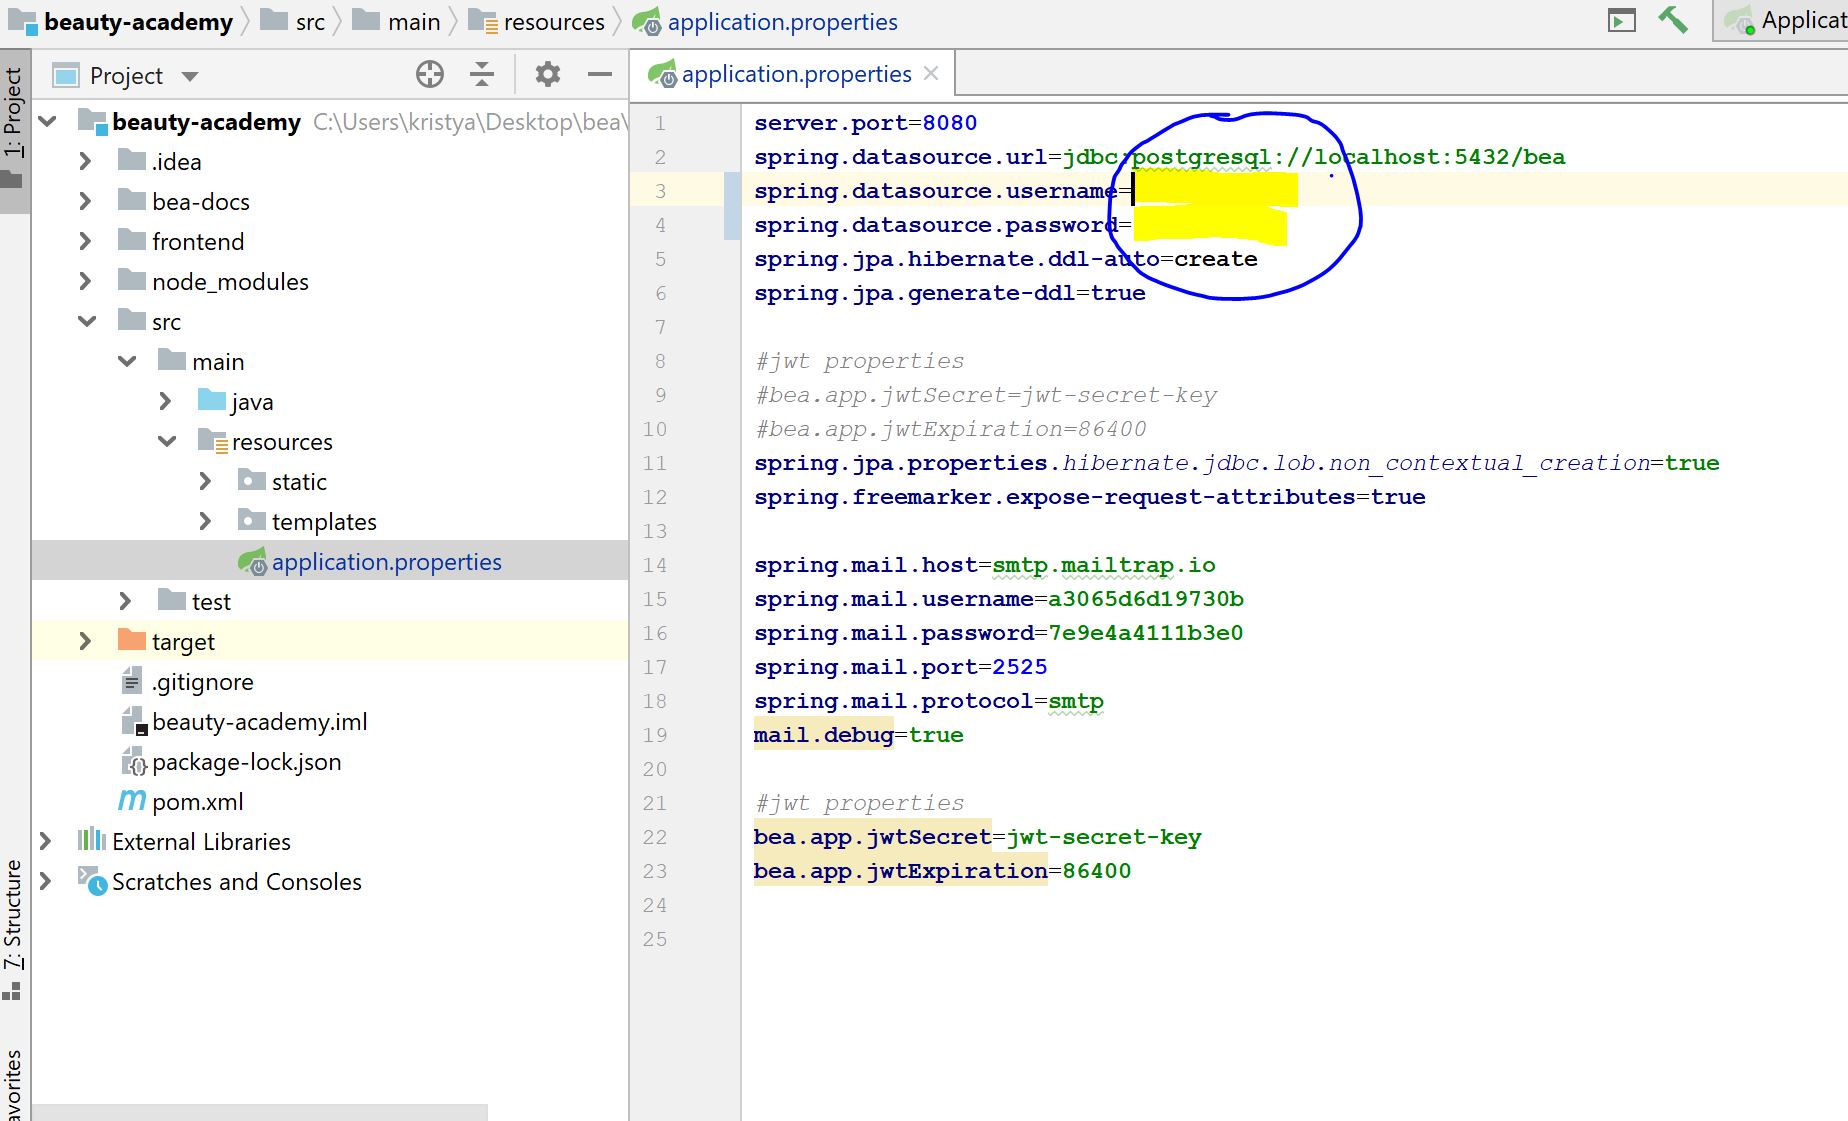 beauty-academy src main resources application.properties
Applicat
1: Project
Project
application.properties
beauty-academy C:\Users\kristya\Desktop\bea\
.idea
bea-docs
frontend
node_modules
src
main
java
resources
static
templates
application.properties
test
target
.gitignore
beauty-academy.iml
package-lock.json
pom.xml
External Libraries
Scratches and Consoles
7: Structure
avorites
1 server.port=8080
2 spring.datasource.url=jdbc:postgresql://localhost:5432/bea
3 spring.datasource.username=
4 spring.datasource.password=
5 spring.jpa.hibernate.ddl-auto=create
6 spring.jpa.generate-ddl=true
7
8 #jwt properties
9 #bea.app.jwtSecret=jwt-secret-key
10 #bea.app.jwtExpiration=86400
11 spring.jpa.properties.hibernate.jdbc.lob.non_contextual_creation=true
12 spring.freemarker.expose-request-attributes=true
13
14 spring.mail.host=smtp.mailtrap.io
15 spring.mail.username=a3065d6d19730b
16 spring.mail.password=7e9e4a4111b3e0
17 spring.mail.port=2525
18 spring.mail.protocol=smtp
19 mail.debug=true
20
21 #jwt properties
22 bea.app.jwtSecret=jwt-secret-key
23 bea.app.jwtExpiration=86400
24
25